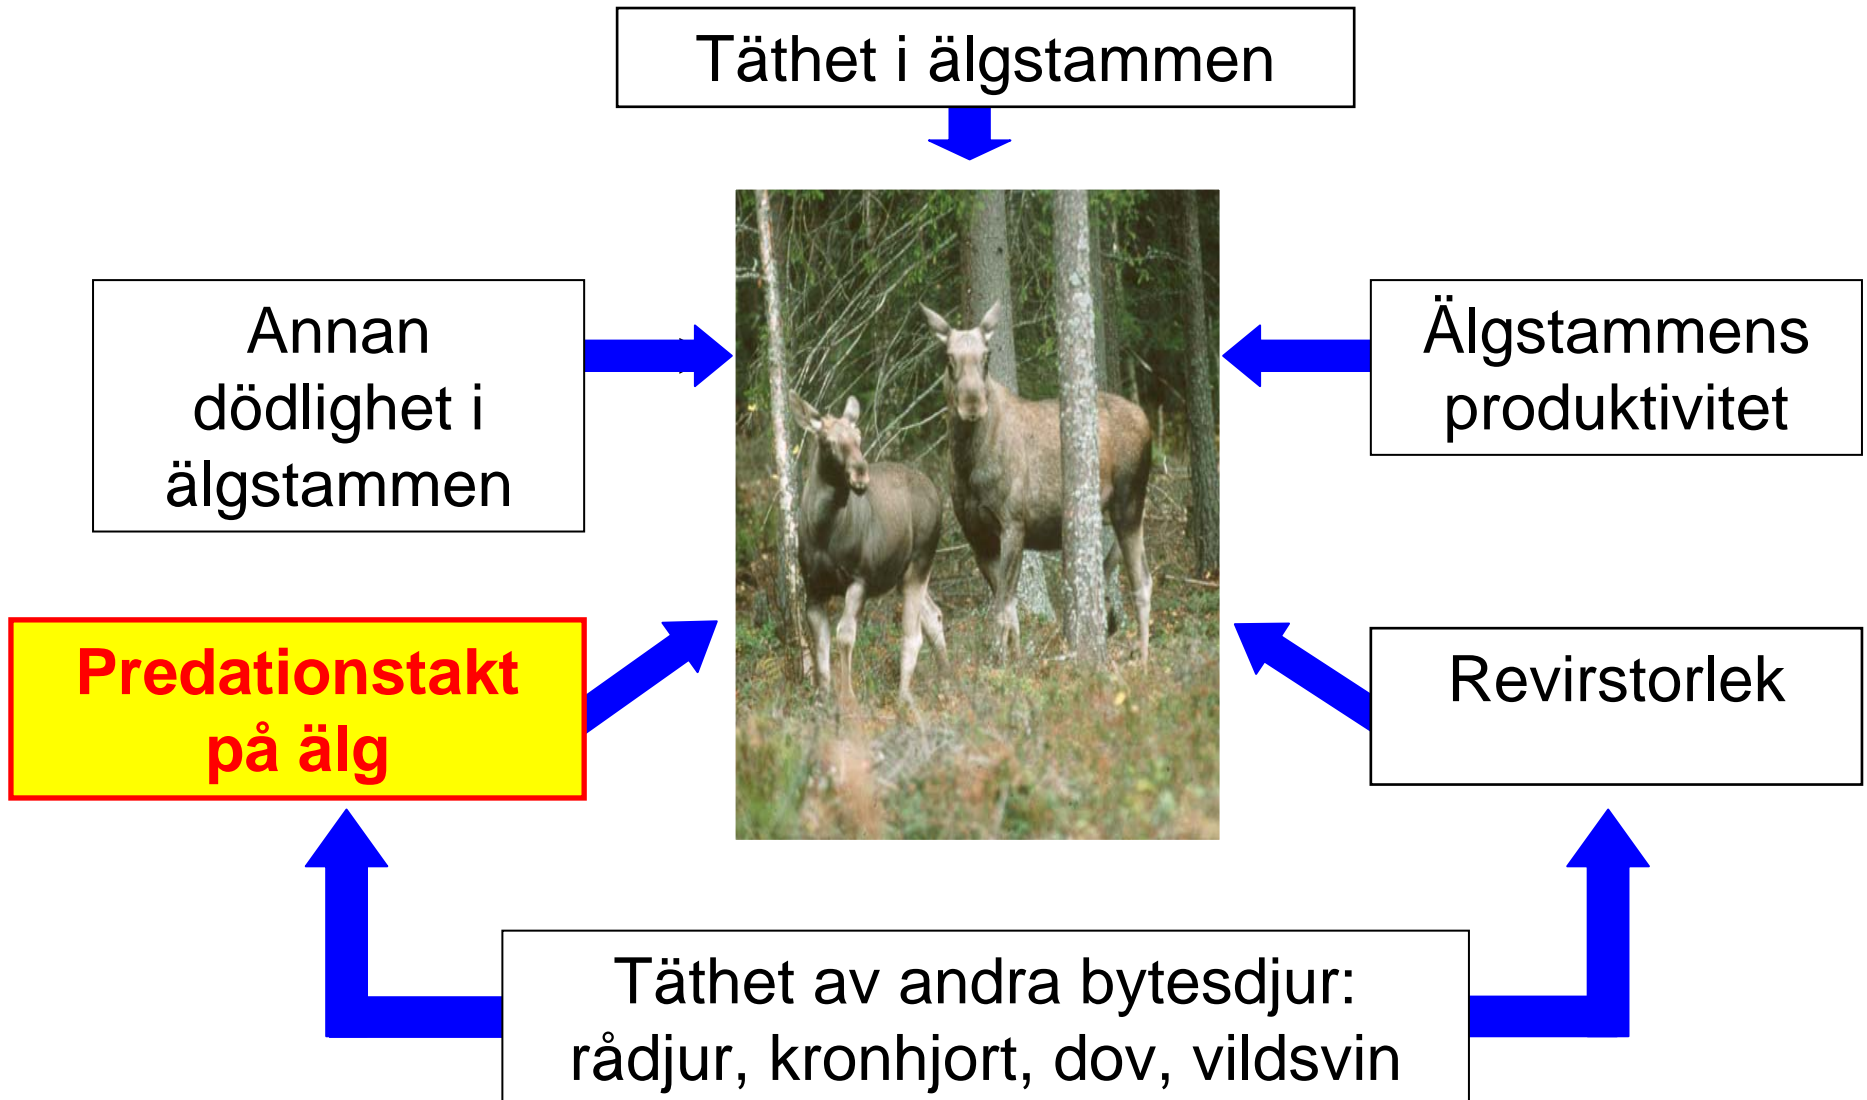 Täthet i älgstammen
Annan
dödlighet i
älgstammen
Älgstammens
produktivitet
Predationstakt
på älg
Revirstorlek
Täthet av andra bytesdjur:
rådjur, kronhjort, dov, vildsvin